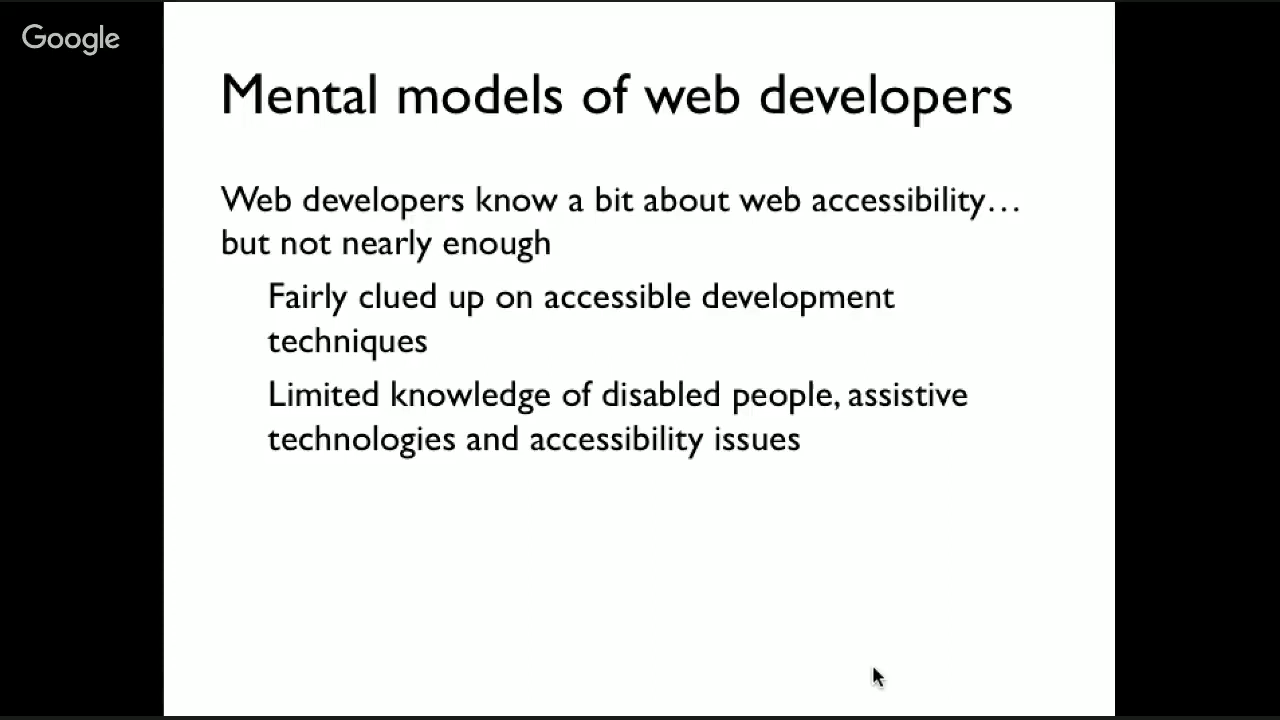 Google
Mental models of web developers
Web developers know a bit about web accessibility…
but not nearly enough
Fairly clued up on accessible development
techniques
Limited knowledge of disabled people, assistive
technologies and accessibility issues